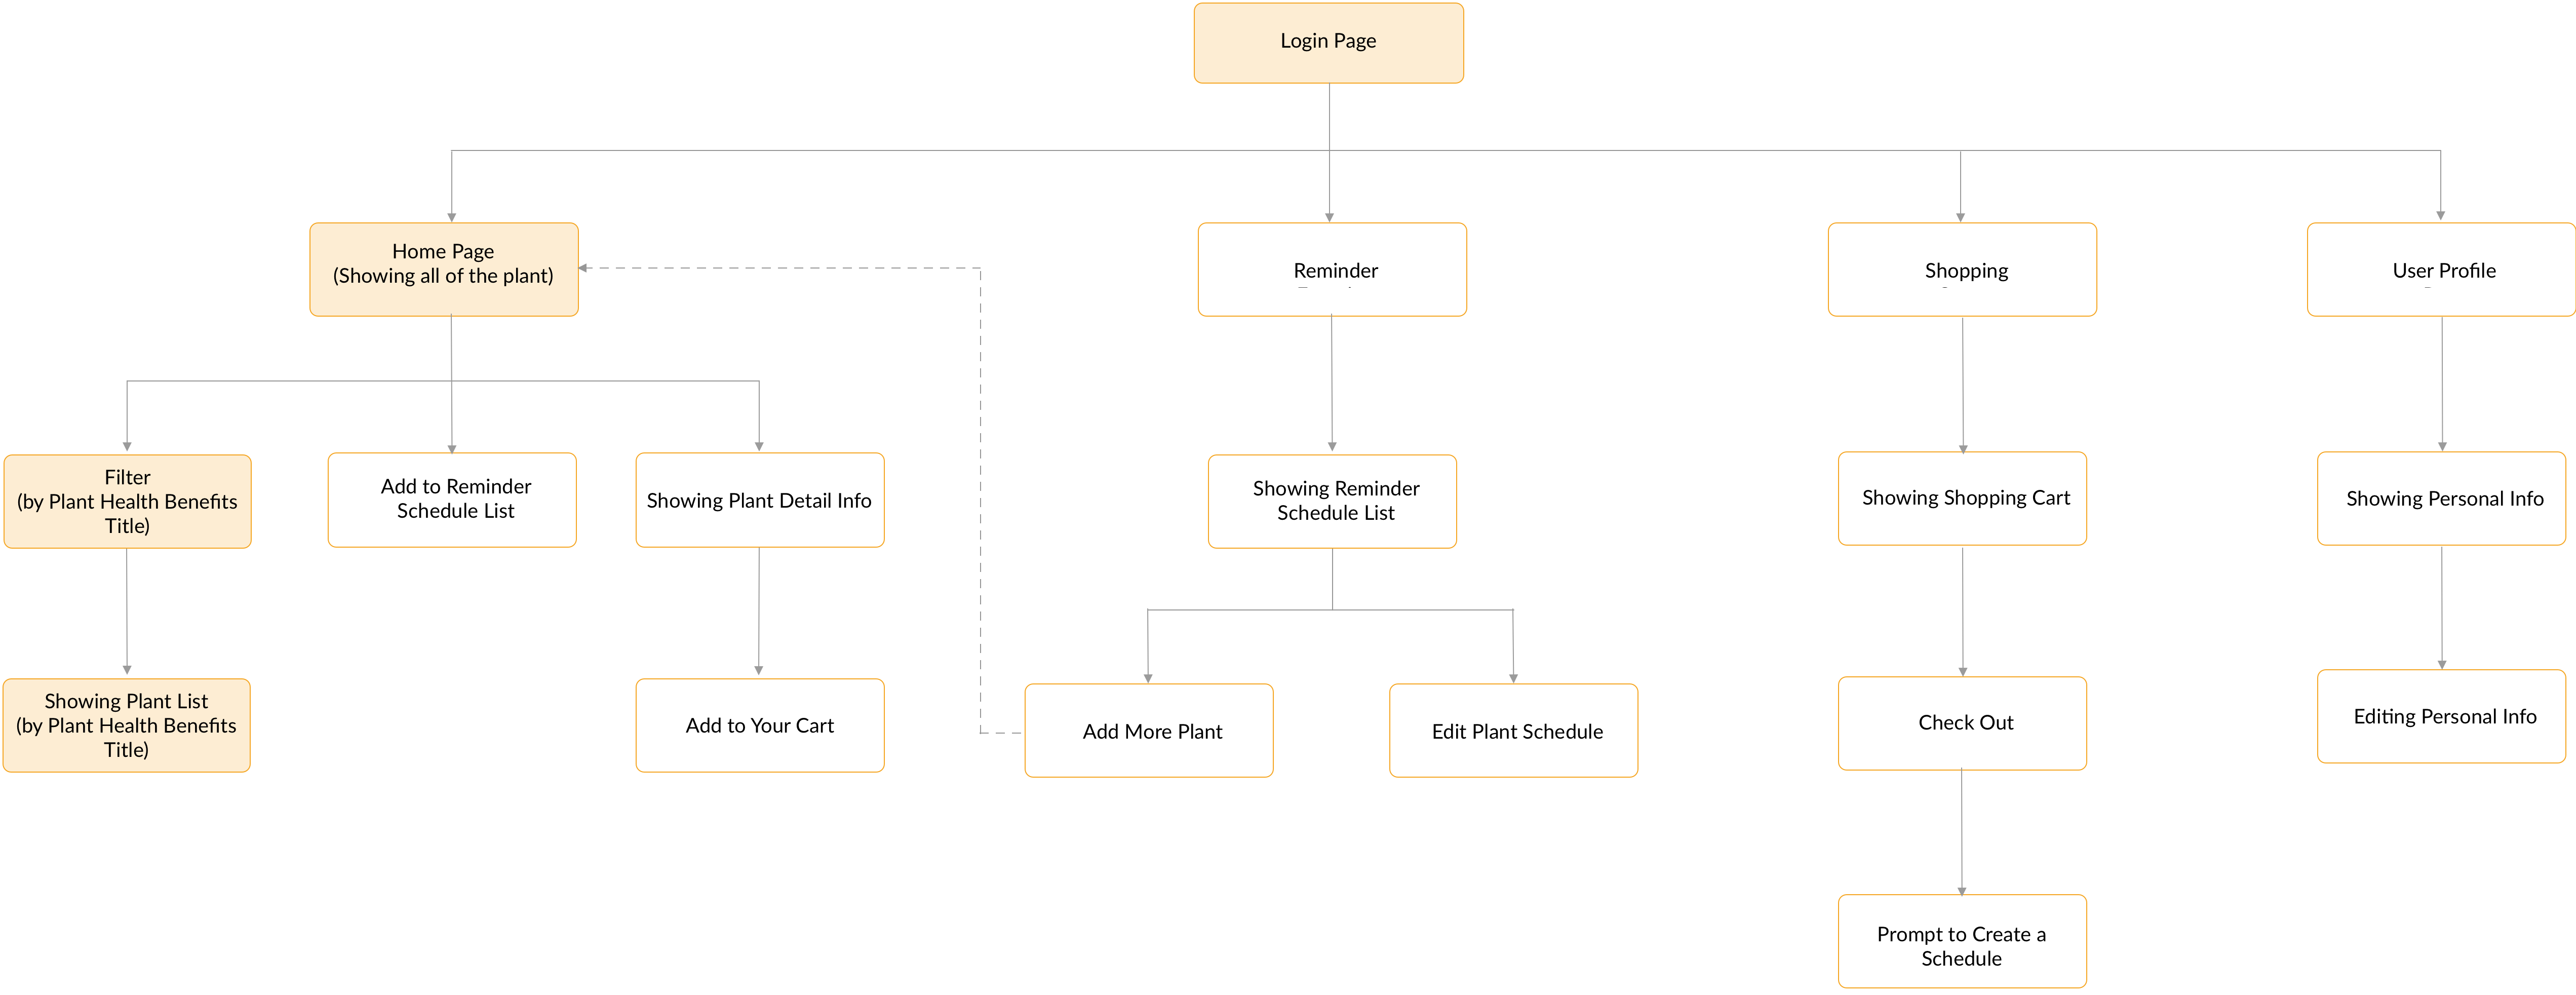 Login Page
Home Page
(Showing all of the plant)
Reminder
Shopping
User Profile
Filter
(by Plant Health Benefits
Title)
Add to Reminder
Schedule List
Showing Plant Detail Info
Showing Reminder
Schedule List
Showing Shopping Cart
Showing Personal Info
Showing Plant List
(by Plant Health Benefits
Title)
Add to Your Cart
Add More Plant
Edit Plant Schedule
Check Out
Editing Personal Info
Prompt to Create a
Schedule